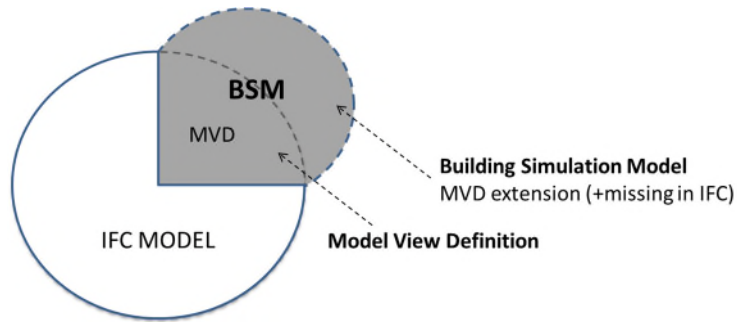 BSM
MVD
Building Simulation Model
MVD extension (+missing in IFC)
IFC MODEL
Model View Definition